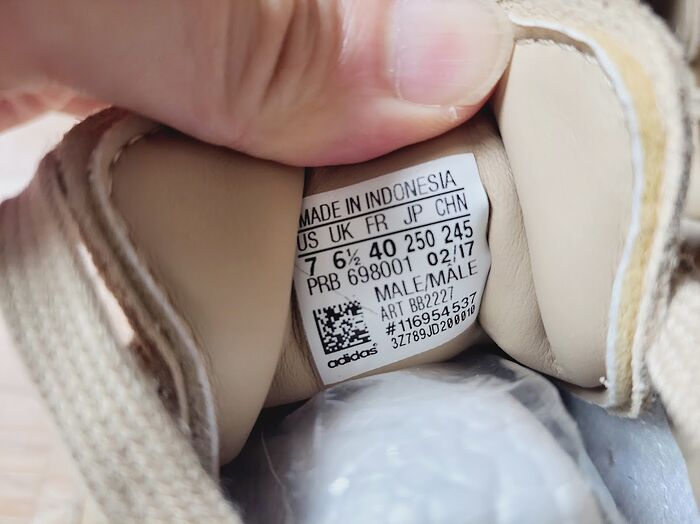 MADE IN INDONESIA
US UK FR JP CHN
7 6½ 40 250 245
PRB 698001 02/17
MALE/MÂLE
ART BB2227
#116954537
3Z789JD200010
adidas